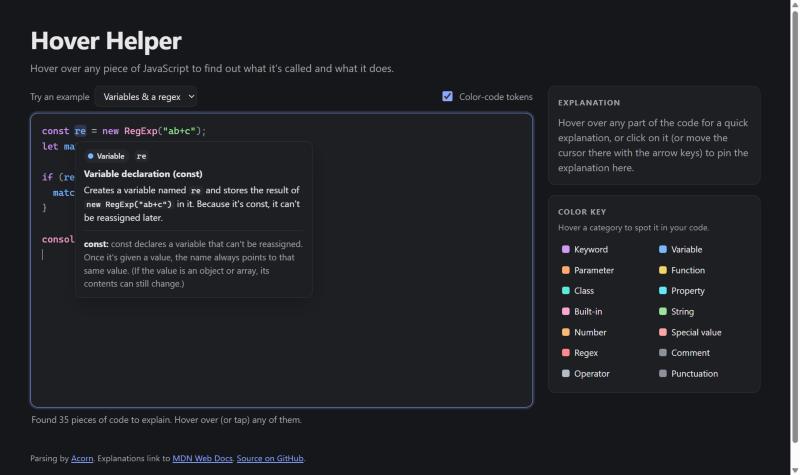 Hover Helper
Hover over any piece of JavaScript to find out what it's called and what it does.
Try an example Variables & a regex
Color-code tokens
const re = new RegExp("ab+c");
let ma
Variable re
Variable declaration (const)
if (re
Creates a variable named re and stores the result of
matc
new RegExp("ab+c") in it. Because it's const, it can't
}
be reassigned later.
consol
const: const declares a variable that can't be reassigned.
Once it's given a value, the name always points to that
same value. (If the value is an object or array, its
contents can still change.)
Found 35 pieces of code to explain. Hover over (or tap) any of them.
EXPLANATION
Hover over any part of the code for a quick
explanation, or click on it (or move the
cursor there with the arrow keys) to pin the
explanation here.
COLOR KEY
Hover a category to spot it in your code.
Keyword Variable
Parameter Function
Class Property
Built-in String
Number Special value
Regex Comment
Operator Punctuation
Parsing by Acorn. Explanations link to MDN Web Docs. Source on GitHub.